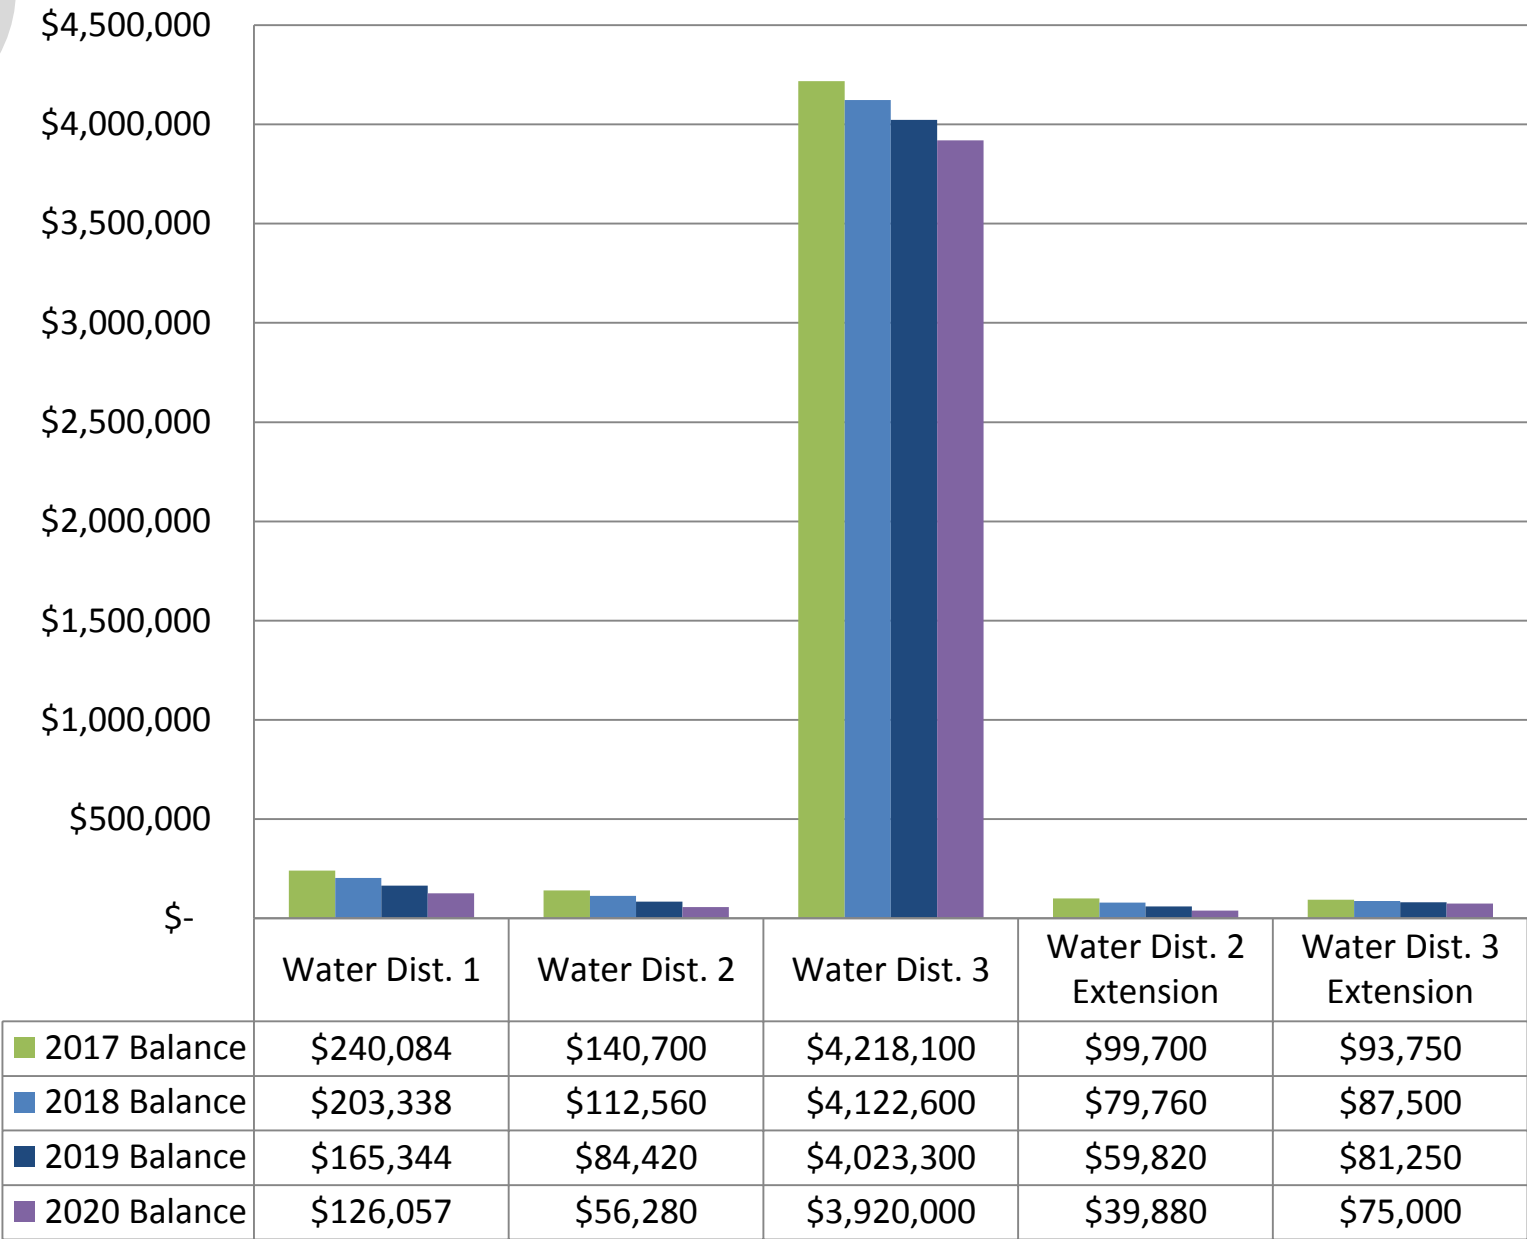 $4,500,000
$4,000,000
$3,500,000
$3,000,000
$2,500,000
$2,000,000
$1,500,000
$1,000,000
$500,000
$-
Water Dist. 1 Water Dist. 2 Water Dist. 3 Water Dist. 2 Extension Water Dist. 3 Extension
2017 Balance $240,084 $140,700 $4,218,100 $99,700 $93,750
2018 Balance $203,338 $112,560 $4,122,600 $79,760 $87,500
2019 Balance $165,344 $84,420 $4,023,300 $59,820 $81,250
2020 Balance $126,057 $56,280 $3,920,000 $39,880 $75,000